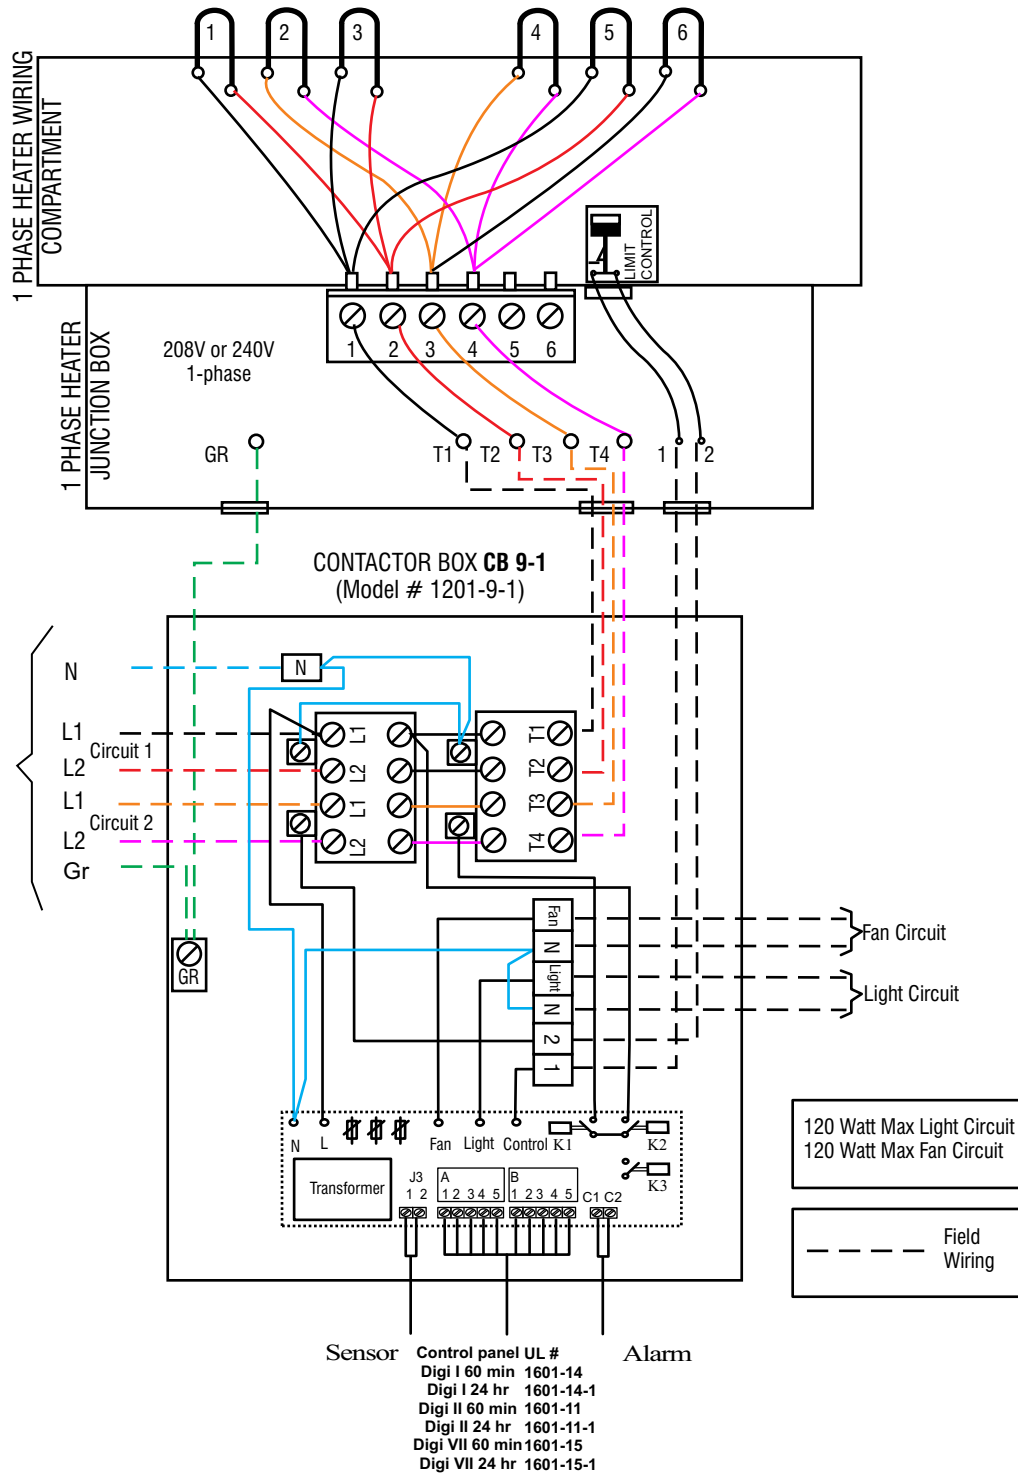 1 2 3 4 5 6
1 PHASE HEATER WIRING
COMPARTMENT
LIMIT
CONTROL
1 PHASE HEATER
JUNCTION BOX
208V or 240V
1-phase
1 2 3 4 5 6
GR T1 T2 T3 T4 1 2
CONTACTOR BOX CB 9-1
(Model # 1201-9-1)
N
N
L1
Circuit 1
L2
L1
Circuit 2
L2
Gr
L1
L2
L1
L2
T1
T2
T3
T4
GR
Fan
N
Light
N
2
1
Fan Circuit
Light Circuit
N L Fan Light Control K1 K2
K3
Transformer
J3
1 2
A
1 2 3 4 5
B
1 2 3 4 5
C1 C2
120 Watt Max Light Circuit
120 Watt Max Fan Circuit
Field
Wiring
Sensor
Alarm
Control panel UL #
Digi I 60 min 1601-14
Digi I 24 hr 1601-14-1
Digi II 60 min 1601-11
Digi II 24 hr 1601-11-1
Digi VII 60 min 1601-15
Digi VII 24 hr 1601-15-1